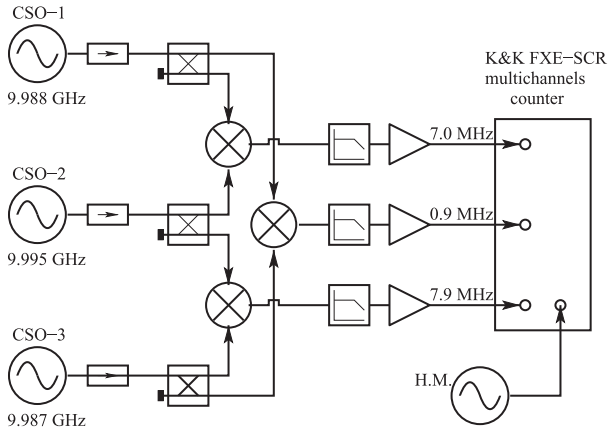 CSO−1
9.988 GHz
CSO−2
9.995 GHz
CSO−3
9.987 GHz
7.0 MHz
0.9 MHz
7.9 MHz
K&K FXE−SCR
multichannels
counter
H.M.